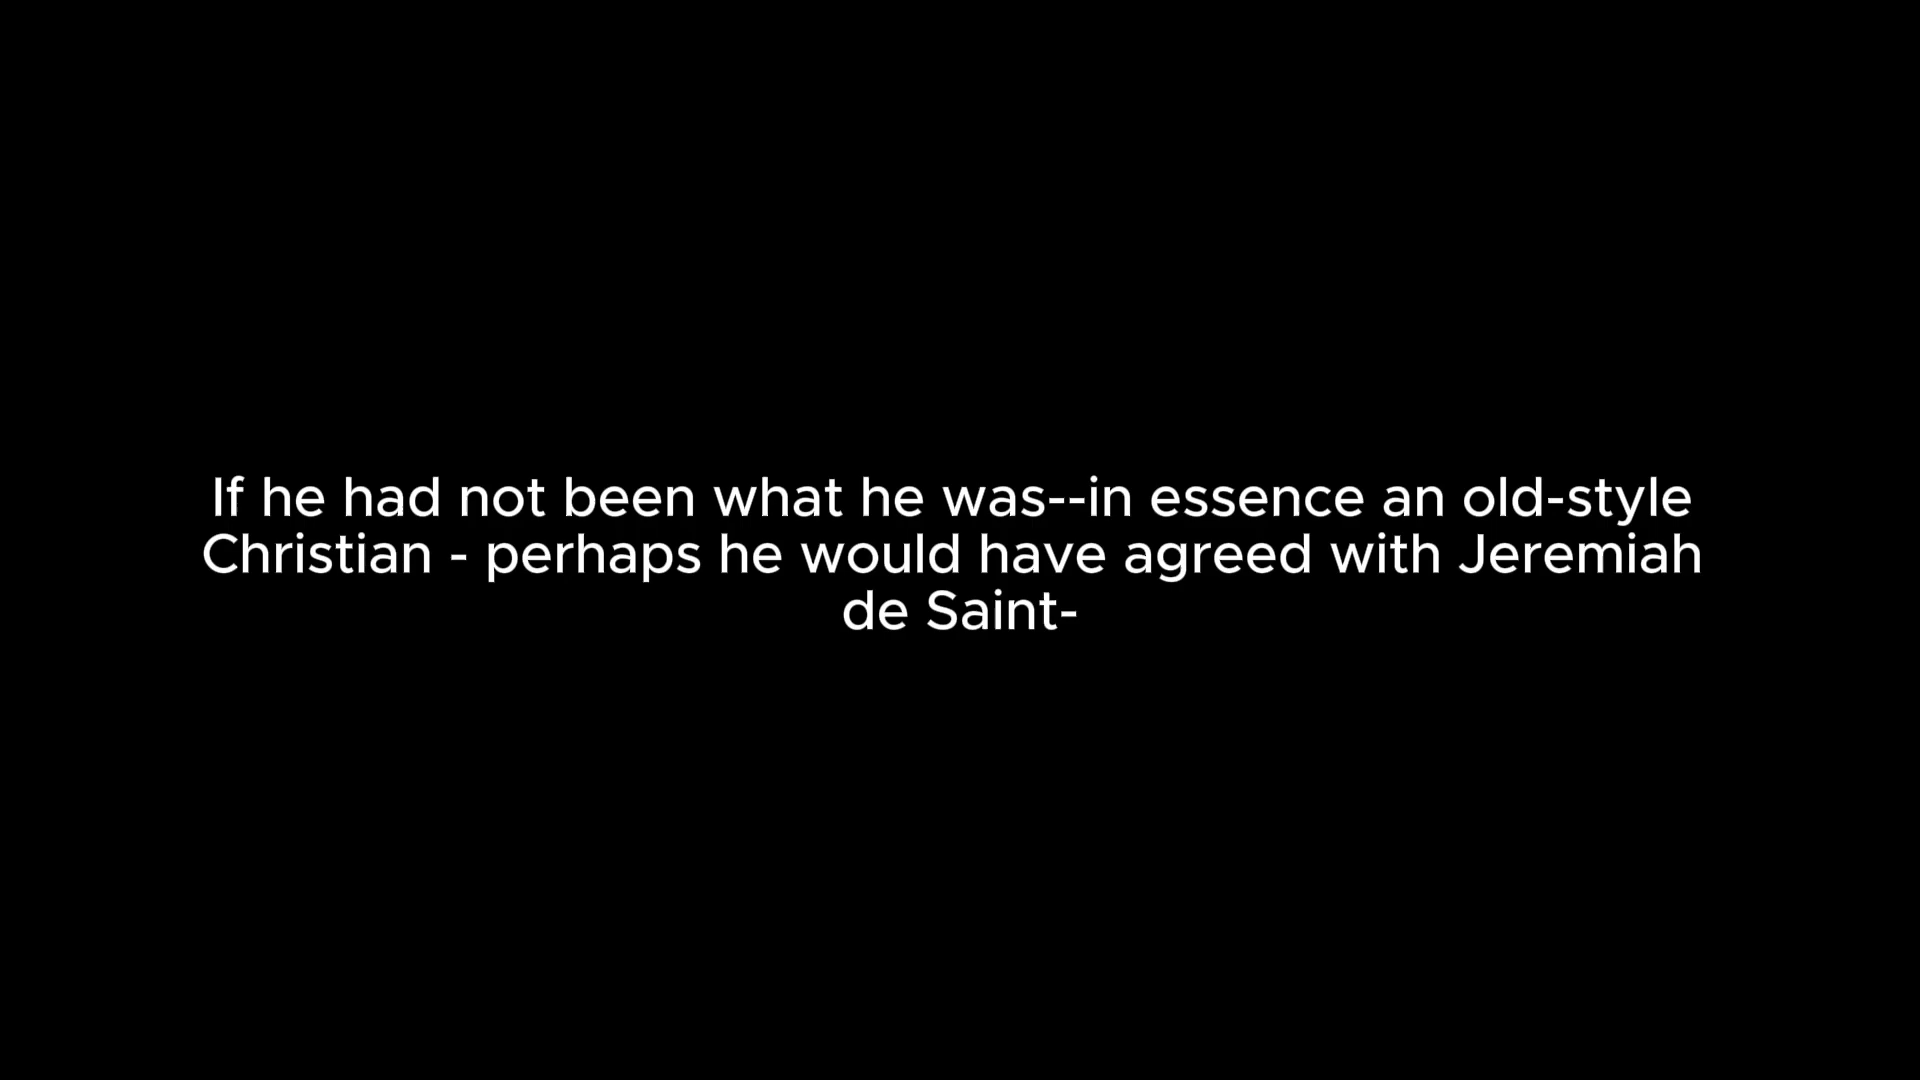 If he had not been what he was--in essence an old-style
Christian - perhaps he would have agreed with Jeremiah
de Saint-